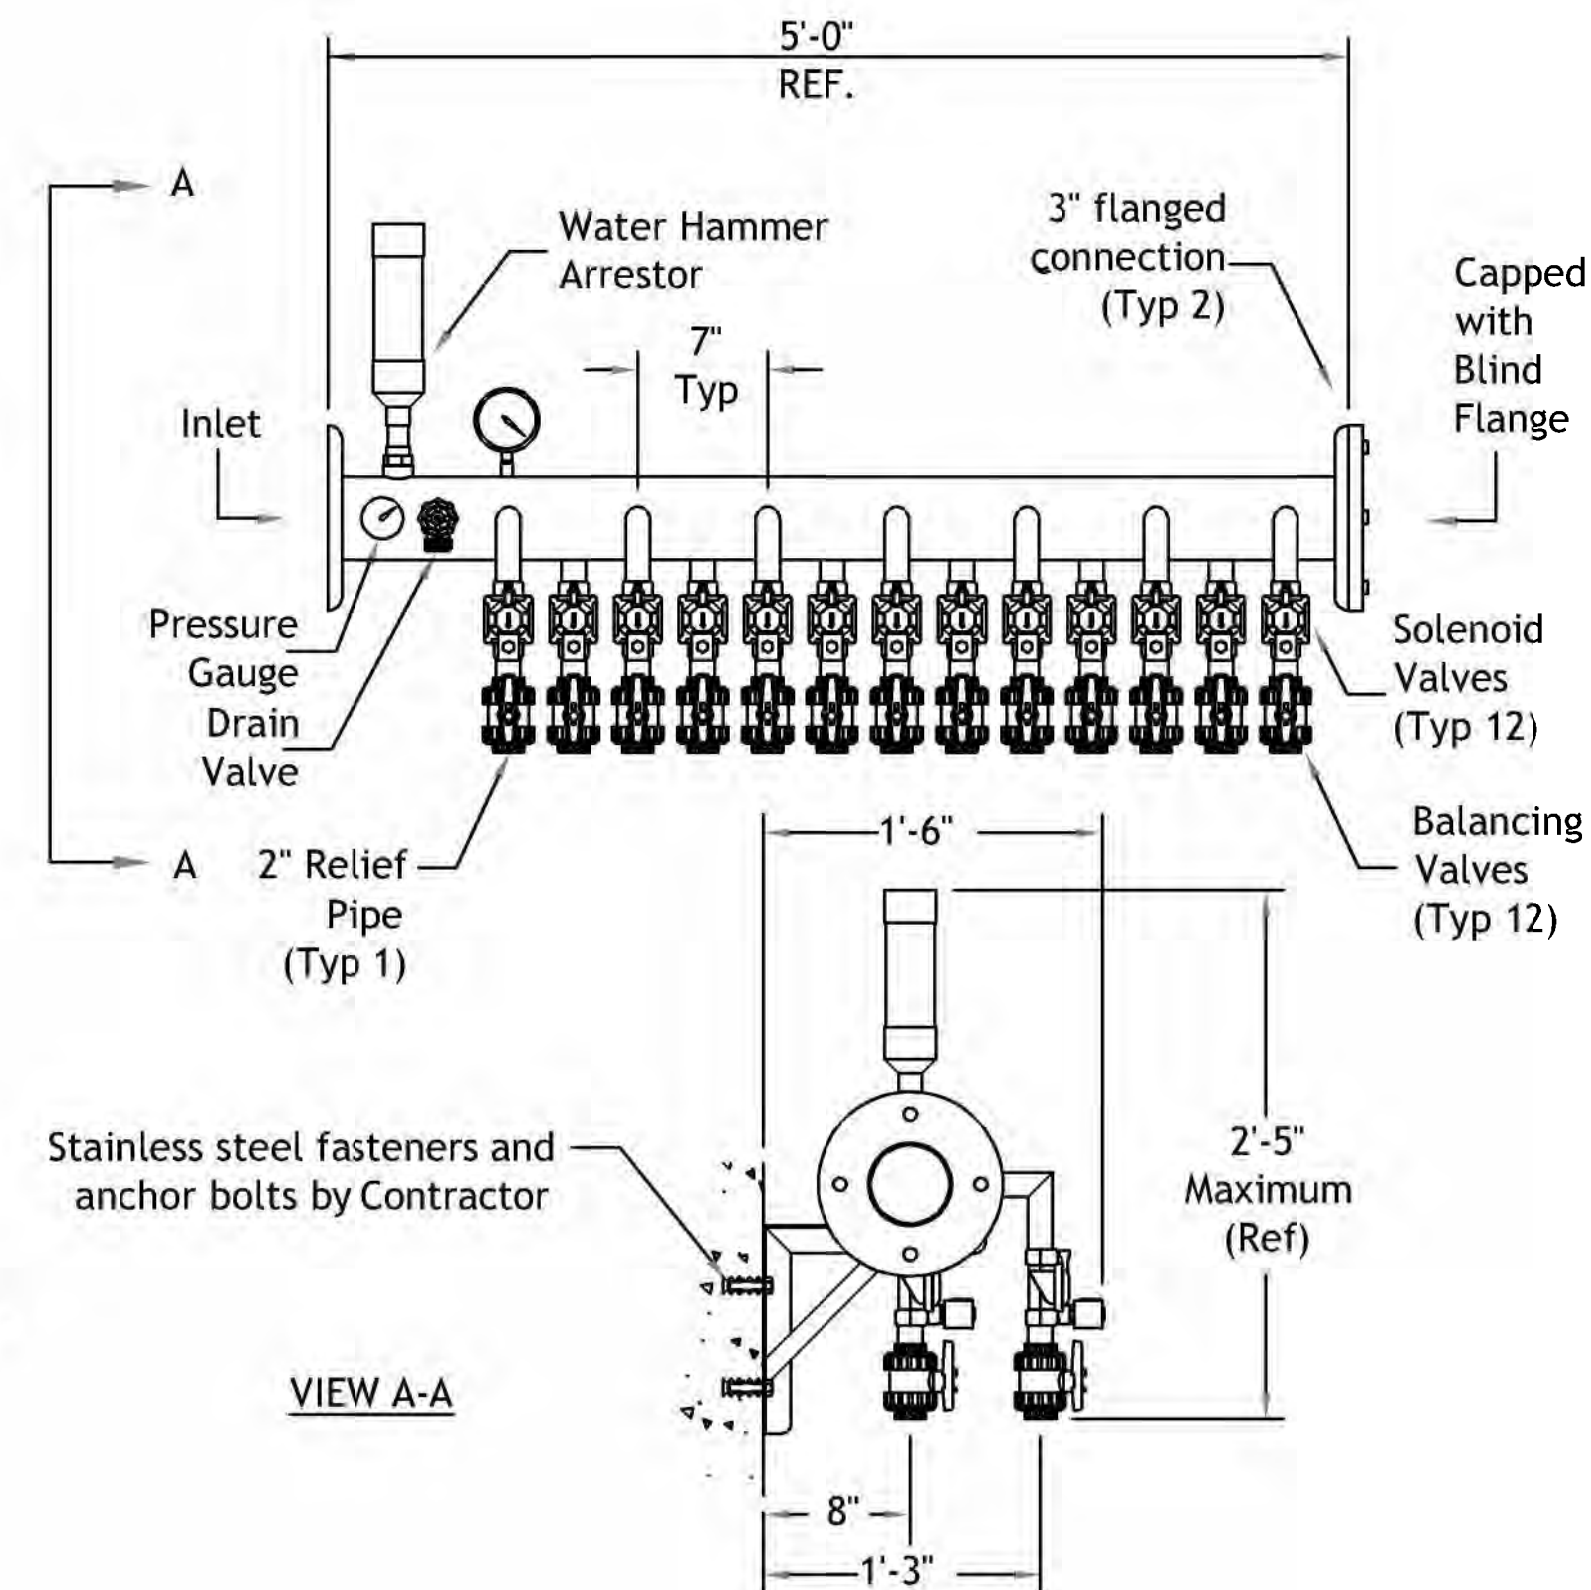 5'-0"
REF.
A
Water Hammer
Arrestor
3" flanged
connection
(Typ 2)
Capped
with
Blind
Flange
7"
Typ
Inlet
Pressure
Gauge
Drain
Valve
Solenoid
Valves
(Typ 12)
A
2" Relief
Pipe
(Typ 1)
1'-6"
Balancing
Valves
(Typ 12)
Stainless steel fasteners and
anchor bolts by Contractor
2'-5"
Maximum
(Ref)
VIEW A-A
8"
1'-3"